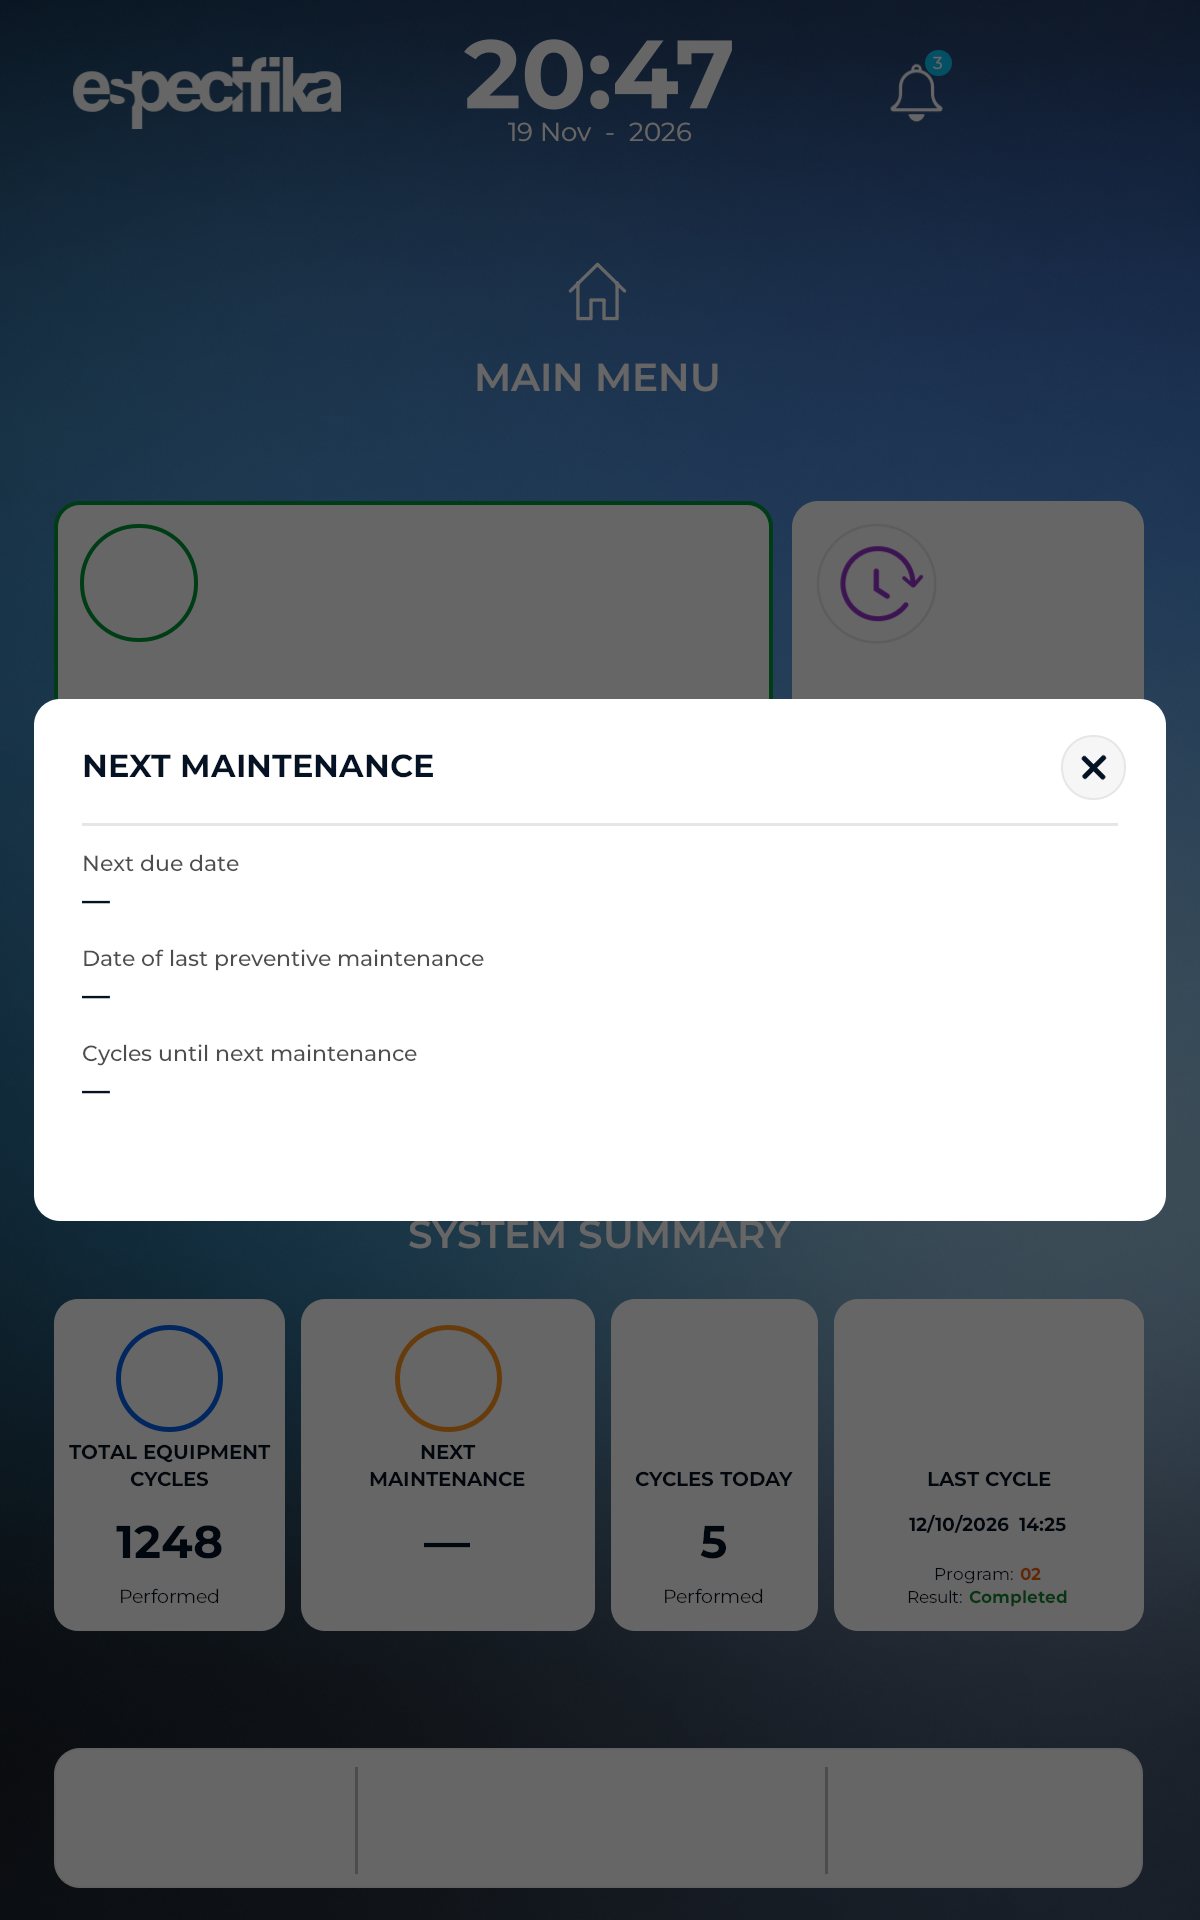 especifika
20:47
19 Nov - 2026
3
MAIN MENU
NEXT MAINTENANCE
Next due date
—
Date of last preventive maintenance
—
Cycles until next maintenance
—
SYSTEM SUMMARY
TOTAL EQUIPMENT
CYCLES
1248
Performed
NEXT
MAINTENANCE
—
CYCLES TODAY
5
Performed
LAST CYCLE
12/10/2026 14:25
Program: 02
Result: Completed